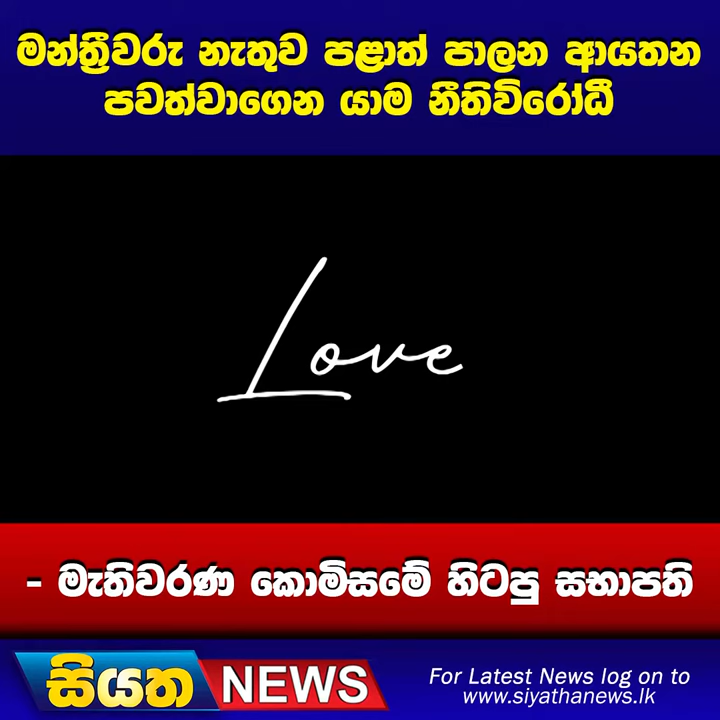 මන්ත්‍රීවරු නැතුව පළාත් පාලන ආයතන
පවත්වාගෙන යාම නීතිවිරෝධී
Love
- මැතිවරණ කොමිසමේ හිටපු සභාපති
සියත NEWS
For Latest News log on to
www.siyathanews.lk